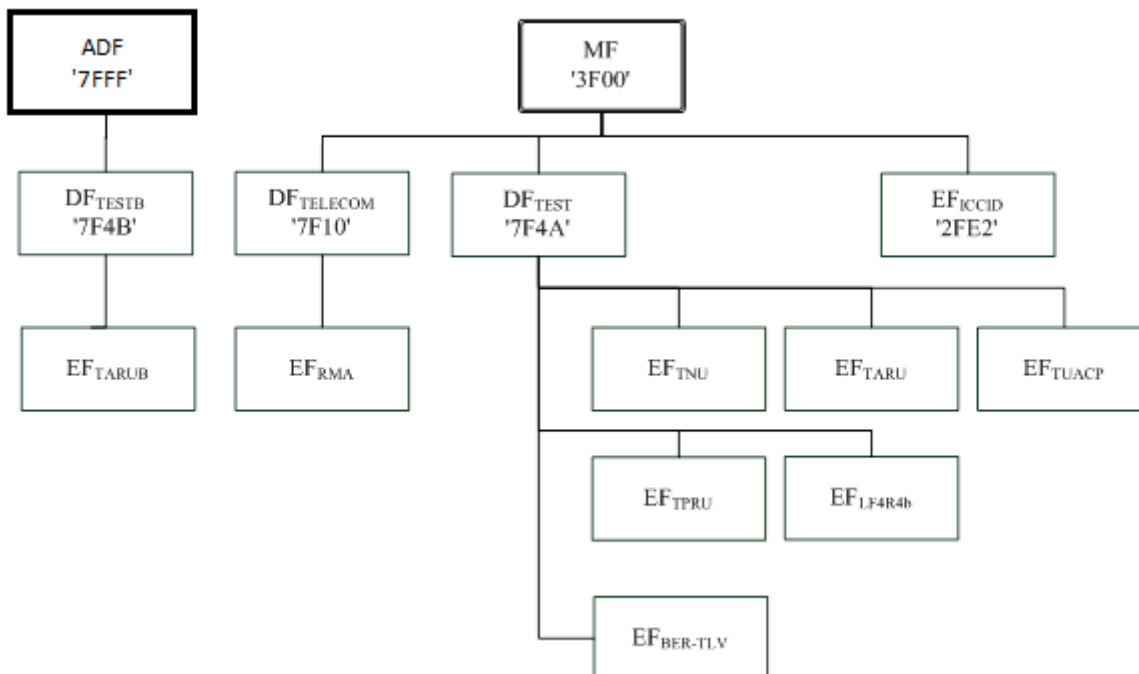 ADF
'7FFF'
MF
'3F00'
DFTESTB
'7F4B'
DFTELECOM
'7F10'
DFTEST
'7F4A'
EFICCID
'2FE2'
EFTARUB
EFRMA
EFTNU
EFTARU
EFTUACP
EFTPRU
EFLF4R4b
EFBER-TLV